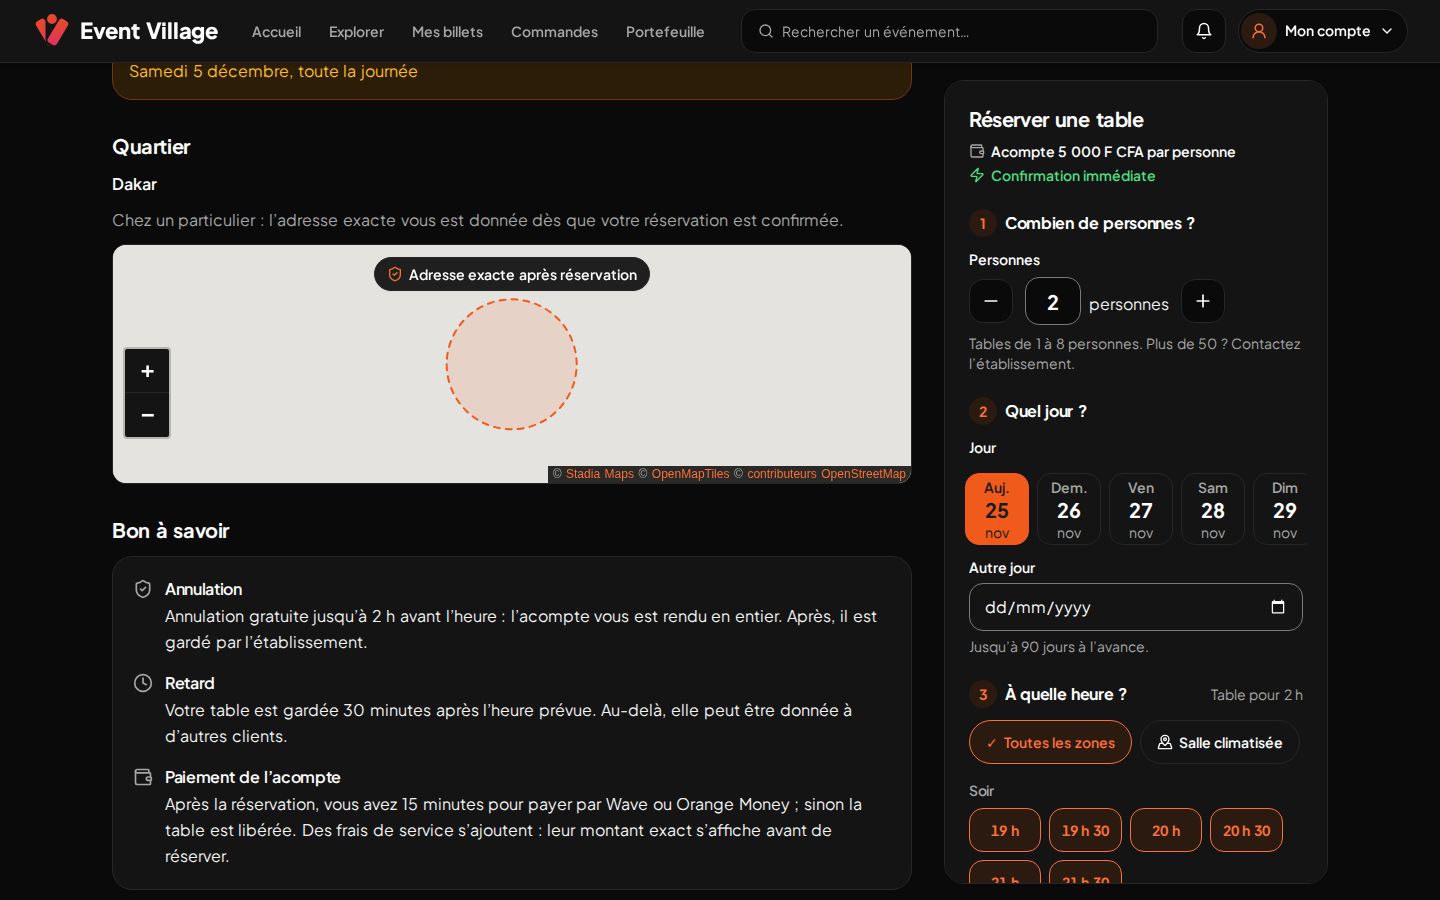 Event Village
Accueil
Explorer
Mes billets
Commandes
Portefeuille
Rechercher un événement...
Mon compte
Samedi 5 décembre, toute la journée
Quartier
Dakar
Chez un particulier : l’adresse exacte vous est donnée dès que votre réservation est confirmée.
Adresse exacte après réservation
+
−
© Stadia Maps © OpenMapTiles © contributeurs OpenStreetMap
Bon à savoir
Annulation
Annulation gratuite jusqu’à 2 h avant l’heure : l’acompte vous est rendu en entier. Après, il est
gardé par l’établissement.
Retard
Votre table est gardée 30 minutes après l’heure prévue. Au-delà, elle peut être donnée à
d’autres clients.
Paiement de l’acompte
Après la réservation, vous avez 15 minutes pour payer par Wave ou Orange Money ; sinon la
table est libérée. Des frais de service s’ajoutent : leur montant exact s’affiche avant de
réserver.
Réserver une table
Acompte 5 000 F CFA par personne
Confirmation immédiate
1 Combien de personnes ?
Personnes
− 2 personnes +
Tables de 1 à 8 personnes. Plus de 50 ? Contactez
l’établissement.
2 Quel jour ?
Jour
Auj. Dem. Ven Sam Dim
25 26 27 28 29
nov nov nov nov nov
Autre jour
dd/mm/yyyy
Jusqu’à 90 jours à l’avance.
3 À quelle heure ? Table pour 2 h
✓ Toutes les zones Salle climatisée
Soir
19 h 19 h 30 20 h 20 h 30
21 h 21 h 30